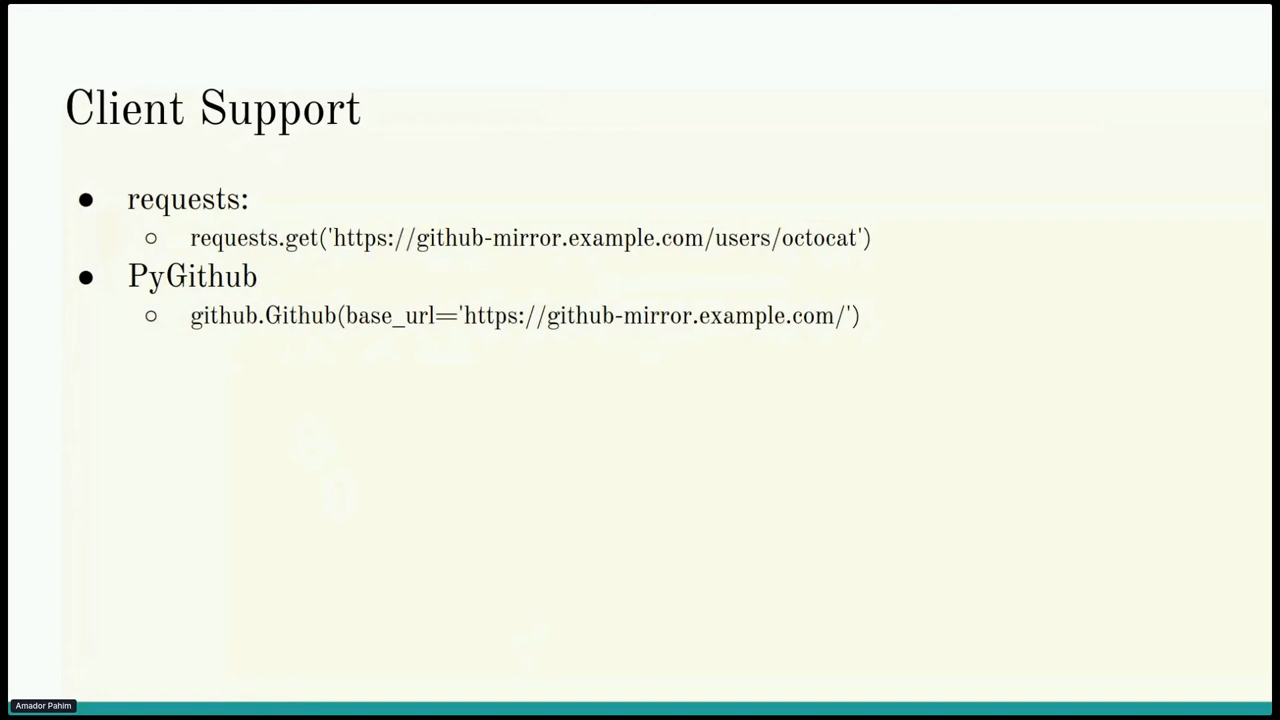 Client Support
● requests:
○ requests.get('https://github-mirror.example.com/users/octocat')
● PyGithub
○ github.Github(base_url='https://github-mirror.example.com/')
Amador Pahim